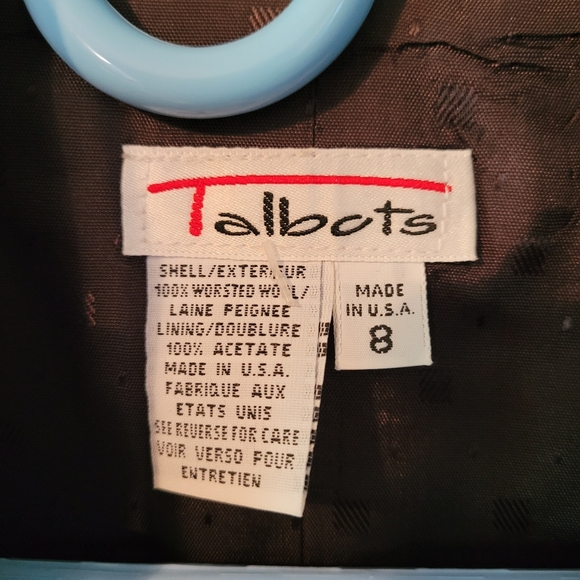 Talbots
SHELL/EXTERIEUR
100% WORSTED WOOL/
LAINE PEIGNEE
LINING/DOUBLURE
100% ACETATE
MADE IN U.S.A.
FABRIQUE AUX
ETATS UNIS
SEE REVERSE FOR CARE
VOIR VERSO POUR
ENTRETIEN
MADE
IN U.S.A.
8